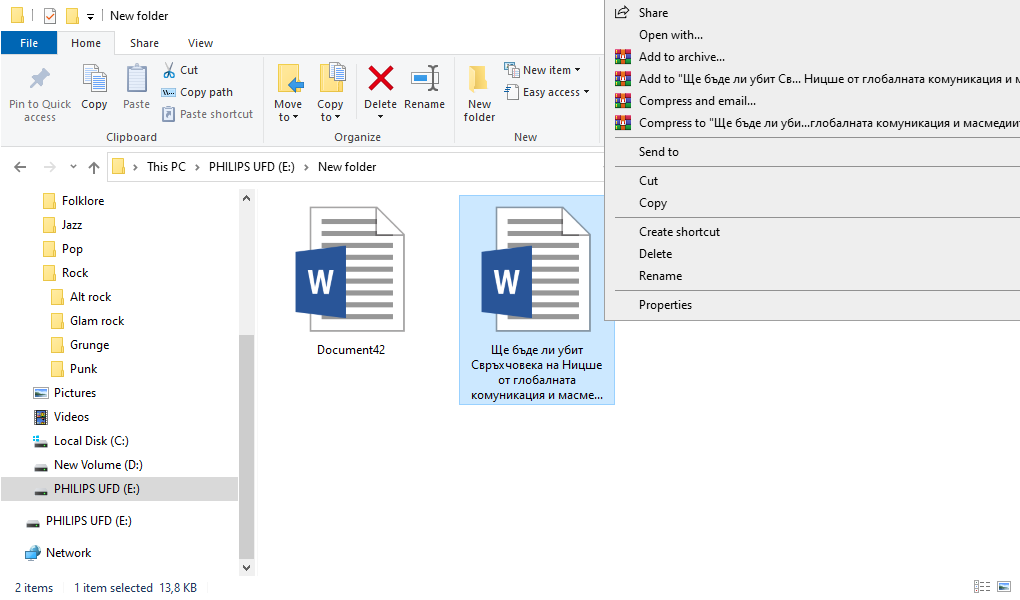 New folder
File Home Share View
Pin to Quick access
Copy
Paste
Cut
Copy path
Paste shortcut
Clipboard
Move to
Copy to
Delete
Rename
Organize
New folder
New item
Easy access
New
This PC > PHILIPS UFD (E:) > New folder
Folklore
Jazz
Pop
Rock
Alt rock
Glam rock
Grunge
Punk
Pictures
Videos
Local Disk (C:)
New Volume (D:)
PHILIPS UFD (E:)
PHILIPS UFD (E:)
Network
W
Document42
W
Ще бъде ли убит
Свръхчовека на Ницше
от глобалната
комуникация и масме...
Share
Open with...
Add to archive...
Add to "Ще бъде ли убит Св... Ницше от глобалната комуникация и м
Compress and email...
Compress to "Ще бъде ли уби...глобалната комуникация и масмедиит
Send to
Cut
Copy
Create shortcut
Delete
Rename
Properties
2 items 1 item selected 13,8 KB